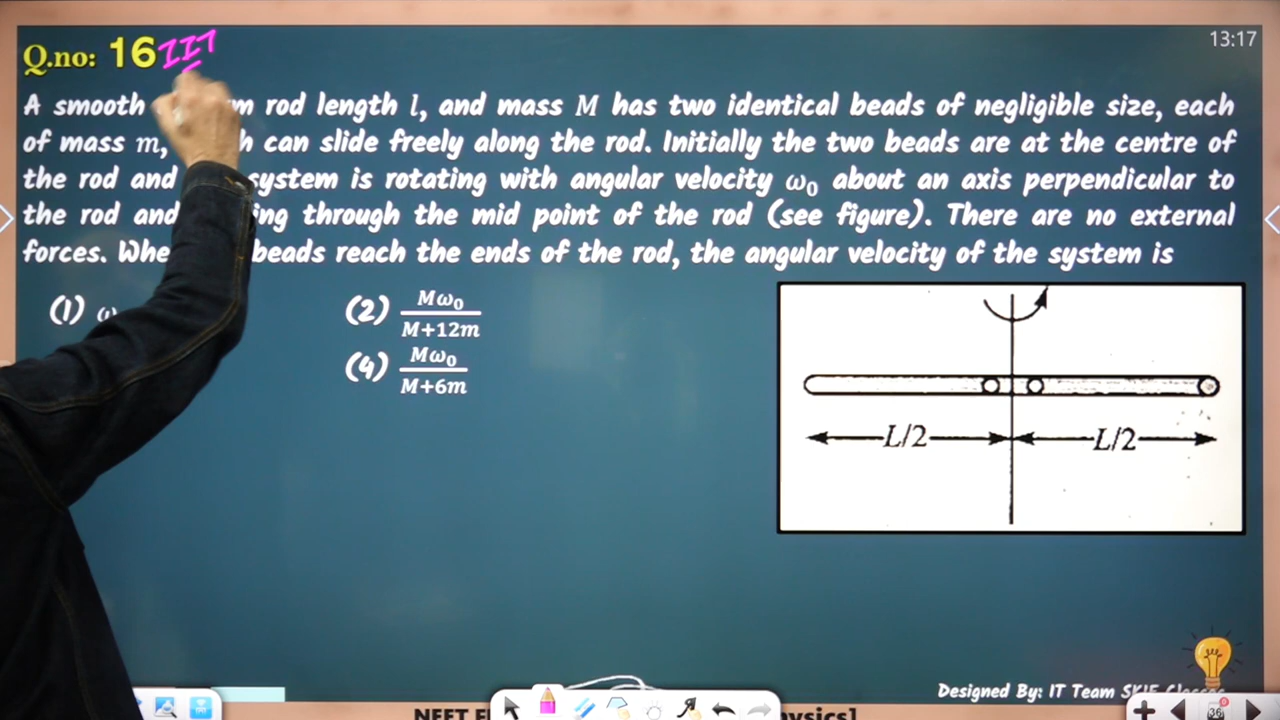 Q.no: 16 IIT
13:17
A smooth rod length l, and mass M has two identical beads of negligible size, each
of mass m, can slide freely along the rod. Initially the two beads are at the centre of
the rod and system is rotating with angular velocity ω₀ about an axis perpendicular to
the rod and through the mid point of the rod (see figure). There are no external
forces. beads reach the ends of the rod, the angular velocity of the system is
(1)
(2) Mω₀/M+12m
(4) Mω₀/M+6m
L/2 L/2
Designed By: IT Team
36